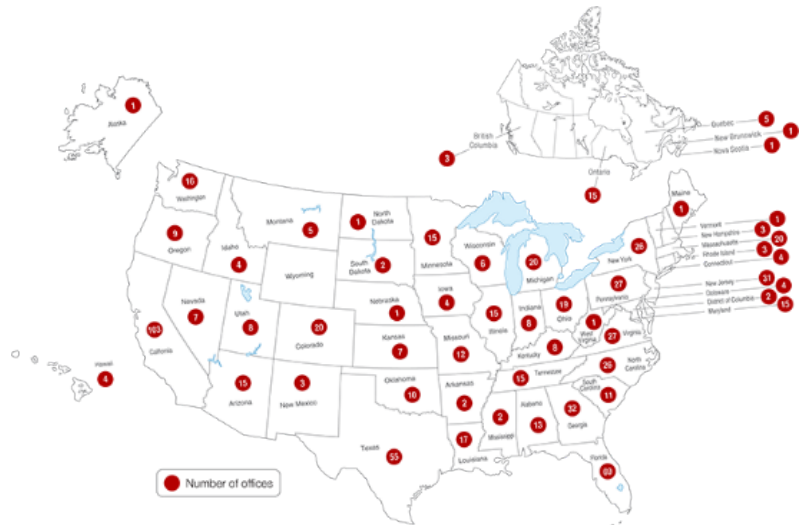 1
Alaska
Quebec
5
New Brunswick
1
Nova Scotia
1
British
Columbia
3
Ontario
15
16
Washington
Montana
5
1
North
Dakota
15
Minnesota
Wisconsin
6
Michigan
Maine
1
Vermont
1
New Hampshire
3
Massachusetts
20
Rhode Island
3
Connecticut
4
New York
26
9
Oregon
Idaho
4
Wyoming
South
Dakota
2
Iowa
4
Nebraska
1
Pennsylvania
27
New Jersey
31
Delaware
4
District of Columbia
2
Maryland
15
103
California
Nevada
7
Utah
8
Colorado
Kansas
7
Missouri
12
Illinois
Indiana
8
Ohio
19
West
Virginia
1
27
Virginia
Kentucky
8
Hawaii
4
15
Arizona
3
New Mexico
Oklahoma
10
Arkansas
2
15
Tennessee
North
Carolina
South
Carolina
11
Texas
55
17
Louisiana
2
Mississippi
Alabama
13
32
Georgia
Florida
Number of offices